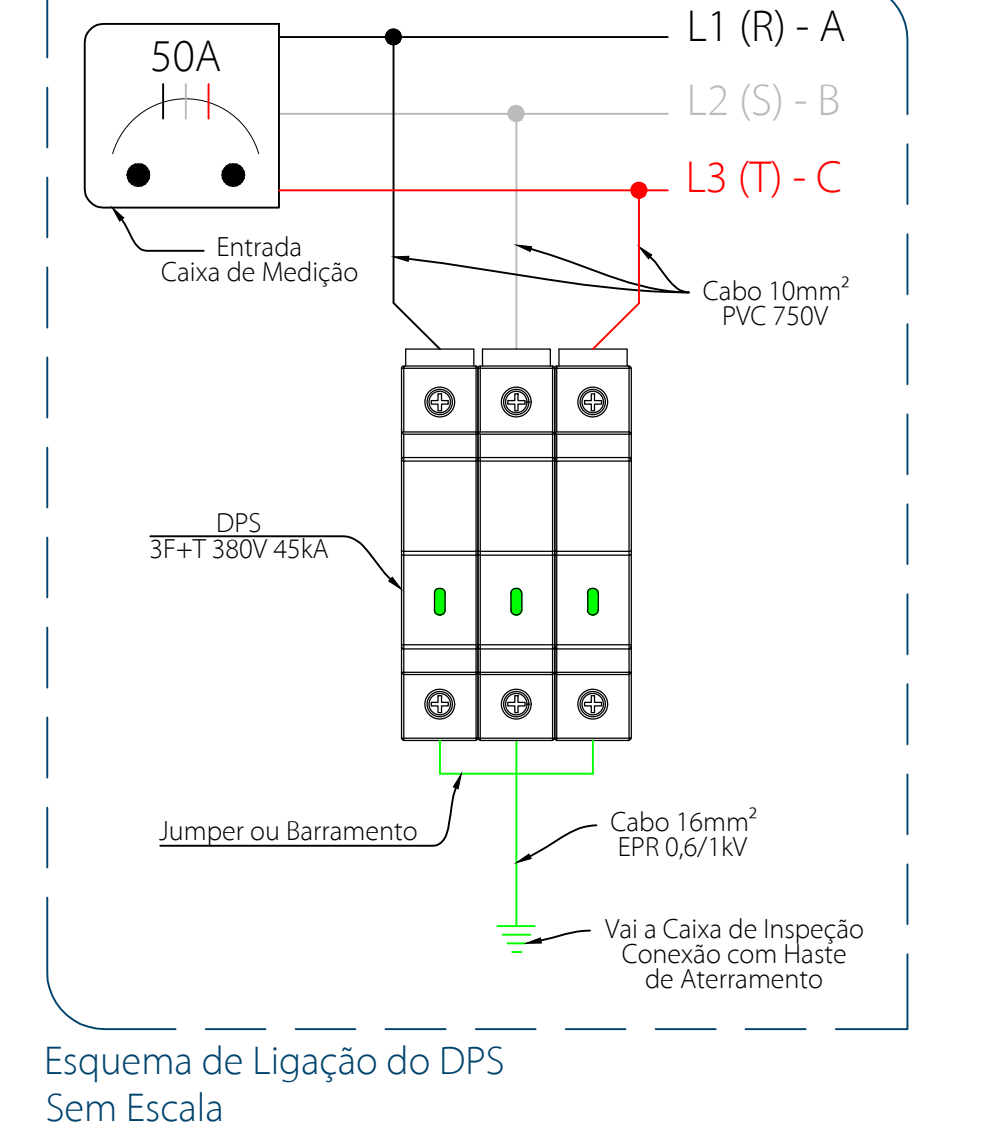 50A
L1 (R) - A
L2 (S) - B
L3 (T) - C
Entrada
Caixa de Medição
Cabo 10mm²
PVC 750V
DPS
3F+T 380V 45kA
Jumper ou Barramento
Cabo 16mm²
EPR 0,6/1kV
Vai a Caixa de Inspeção
Conexão com Haste
de Aterramento
Esquema de Ligação do DPS
Sem Escala